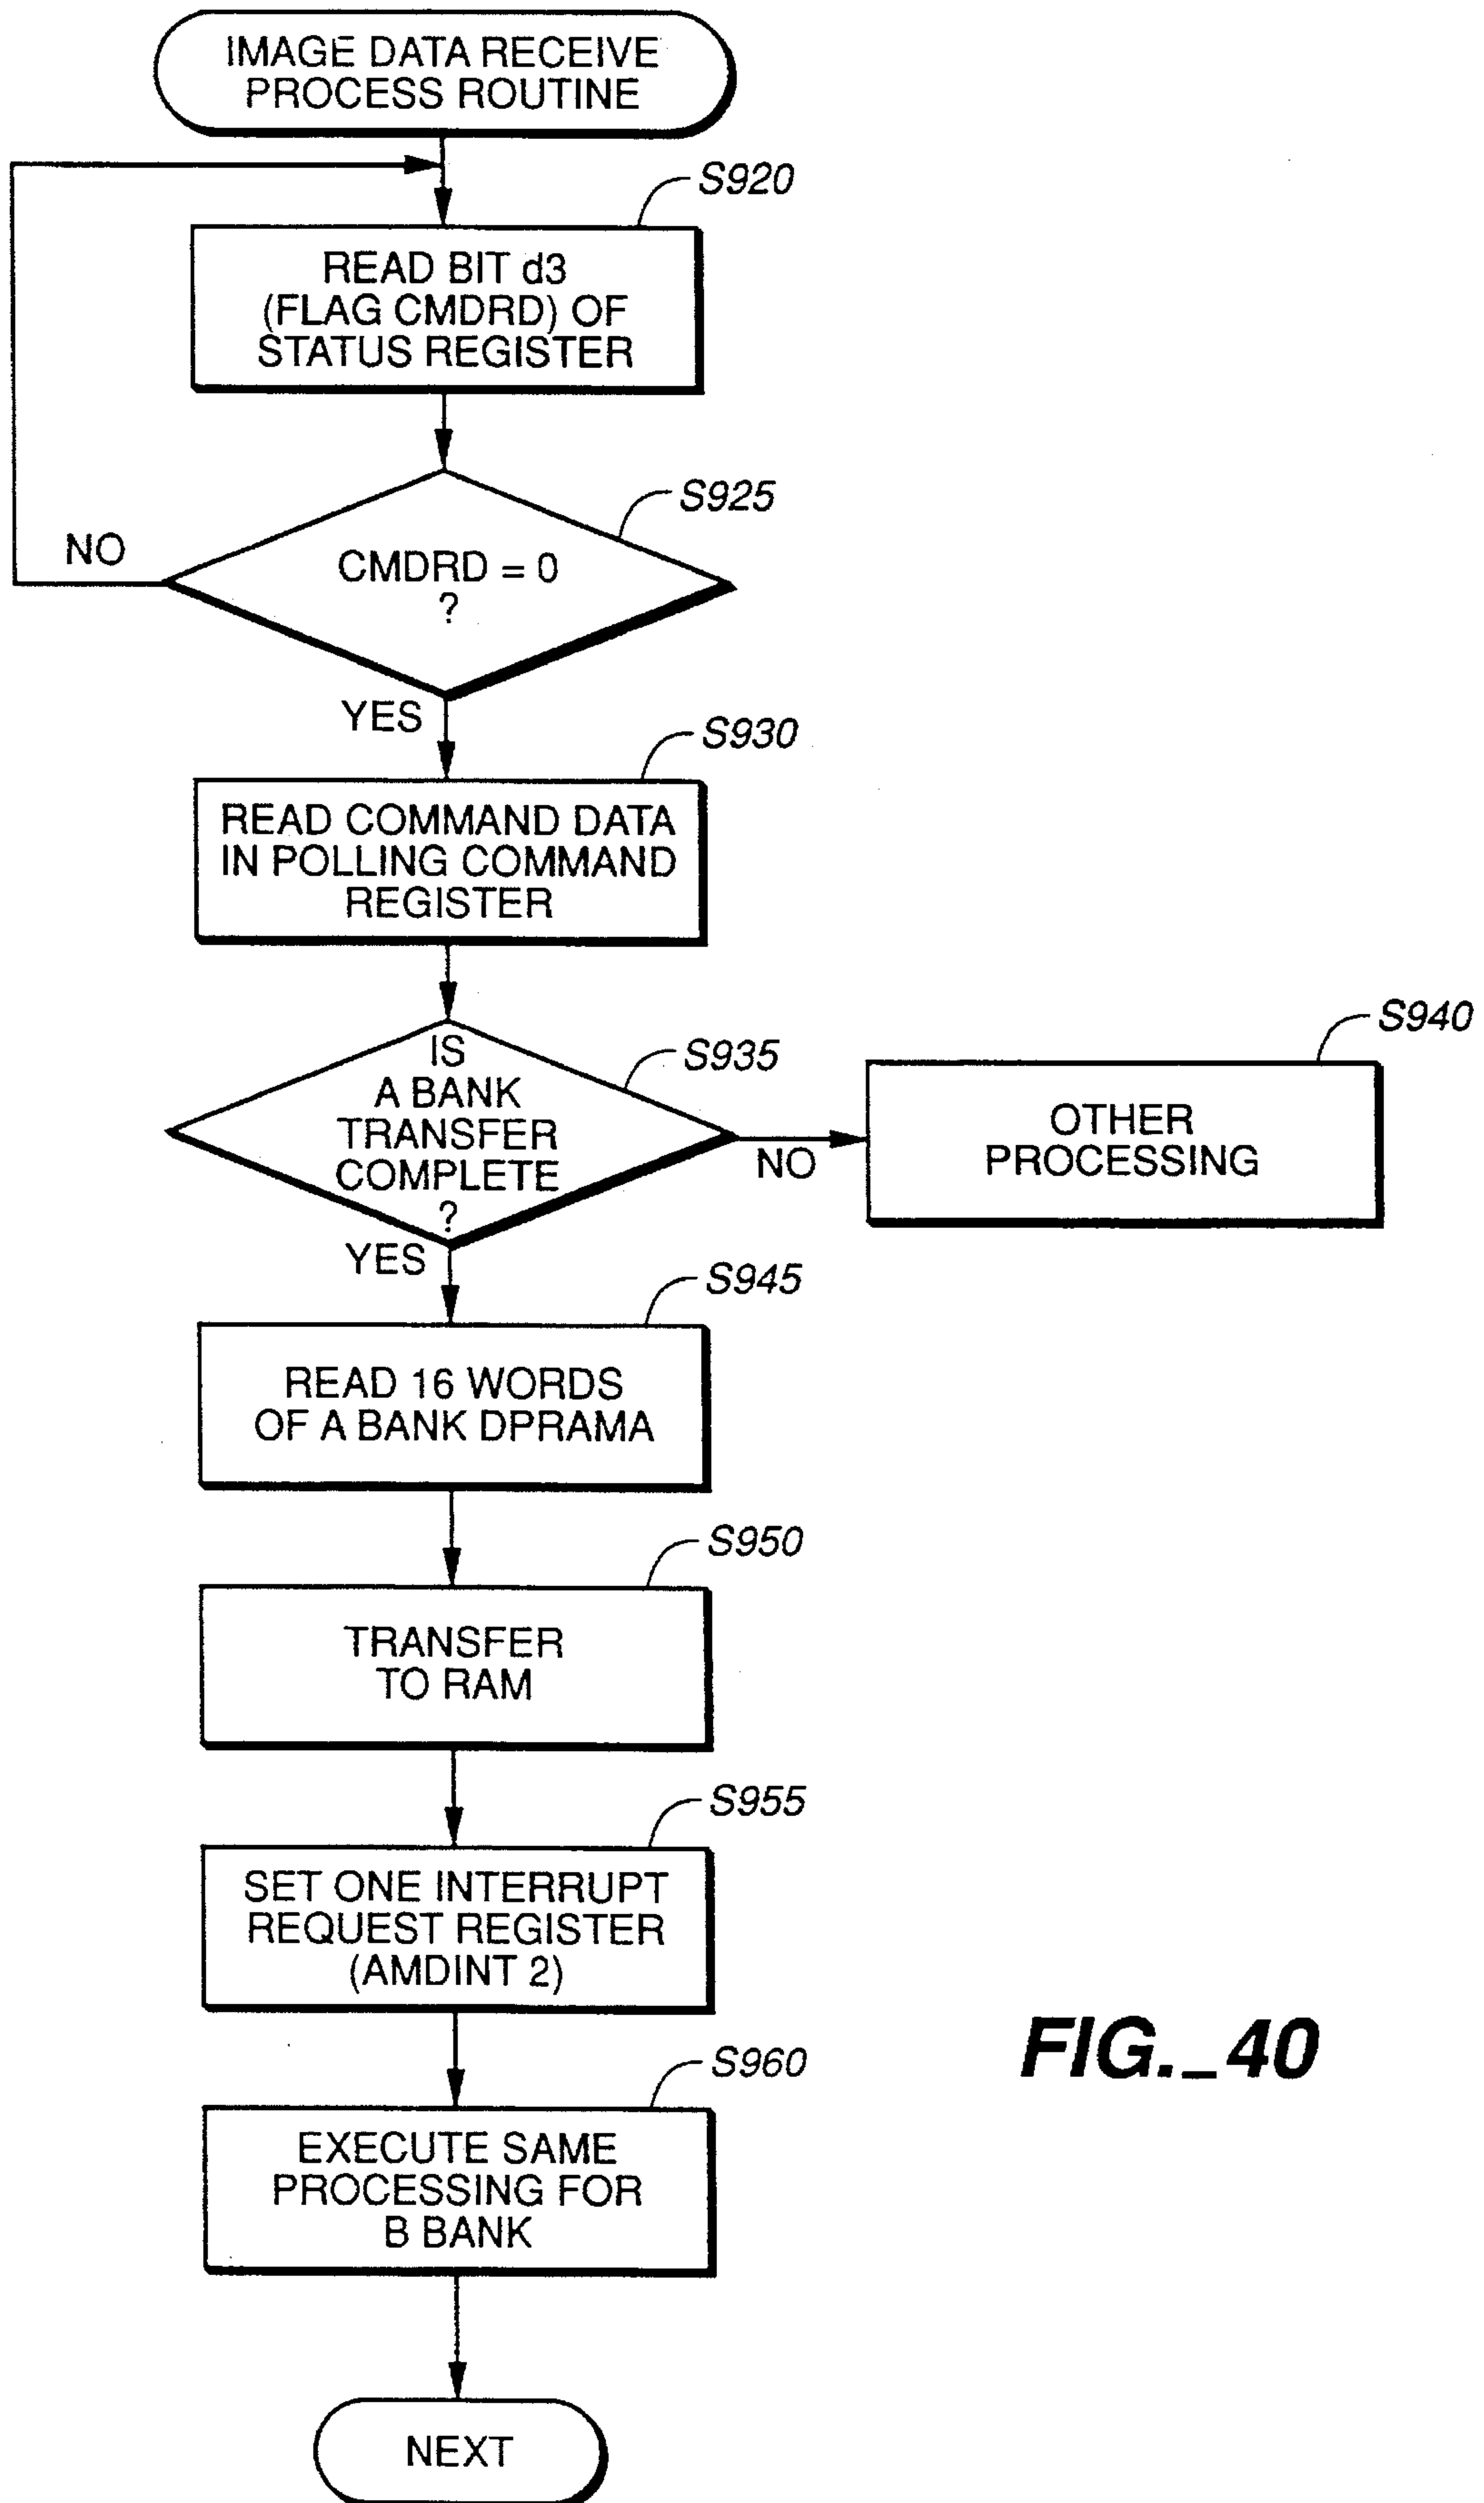 IMAGE DATA RECEIVE
PROCESS ROUTINE
S920
READ BIT d3
(FLAG CMDRD) OF
STATUS REGISTER
S925
NO
CMDRD = 0
?
YES
S930
READ COMMAND DATA
IN POLLING COMMAND
REGISTER
S935
IS
A BANK
TRANSFER
COMPLETE
?
NO
S940
OTHER
PROCESSING
YES
S945
READ 16 WORDS
OF A BANK DPRAMA
S950
TRANSFER
TO RAM
S955
SET ONE INTERRUPT
REQUEST REGISTER
(AMDINT 2)
S960
EXECUTE SAME
PROCESSING FOR
B BANK
NEXT
FIG._40